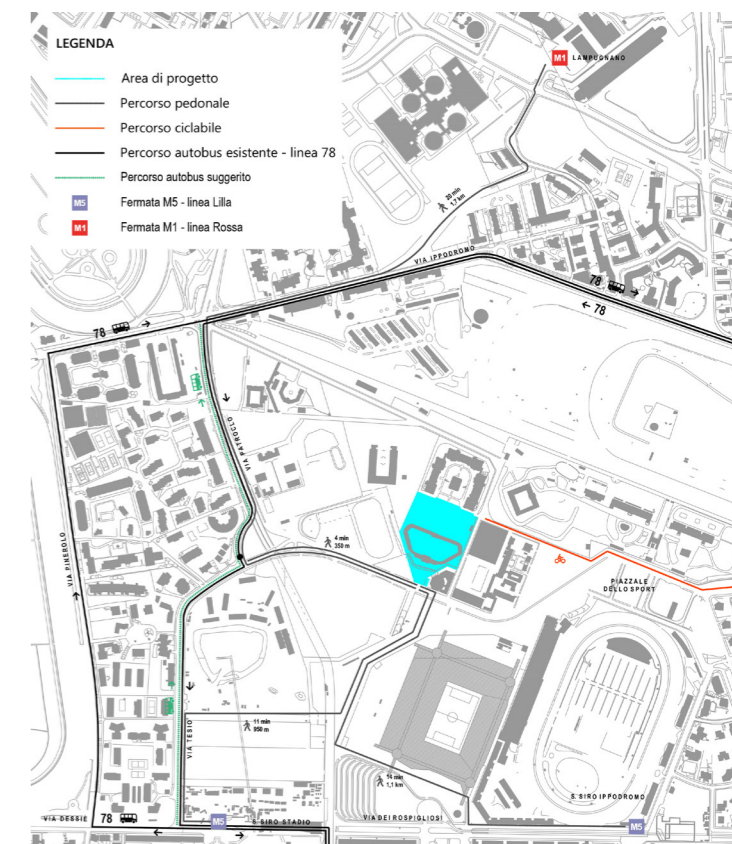 LEGENDA
Area di progetto
Percorso pedonale
Percorso ciclabile
Percorso autobus esistente - linea 78
Percorso autobus suggerito
M5 Fermata M5 - linea Lilla
M1 Fermata M1 - linea Rossa
M1 LAMPUGNANO
20 min
1,7 km
VIA IPPODROMO
78
78
78
VIA PATROCLO
4 min
350 m
VIA PINEROLO
PIAZZALE
DELLO SPORT
11 min
950 m
VIA TESIO
14 min
1,1 km
S. SIRO IPPODROMO
VIA DESSIÈ
78
M5
S. SIRO STADIO
VIA DEI ROSPIGLIOSI
M5